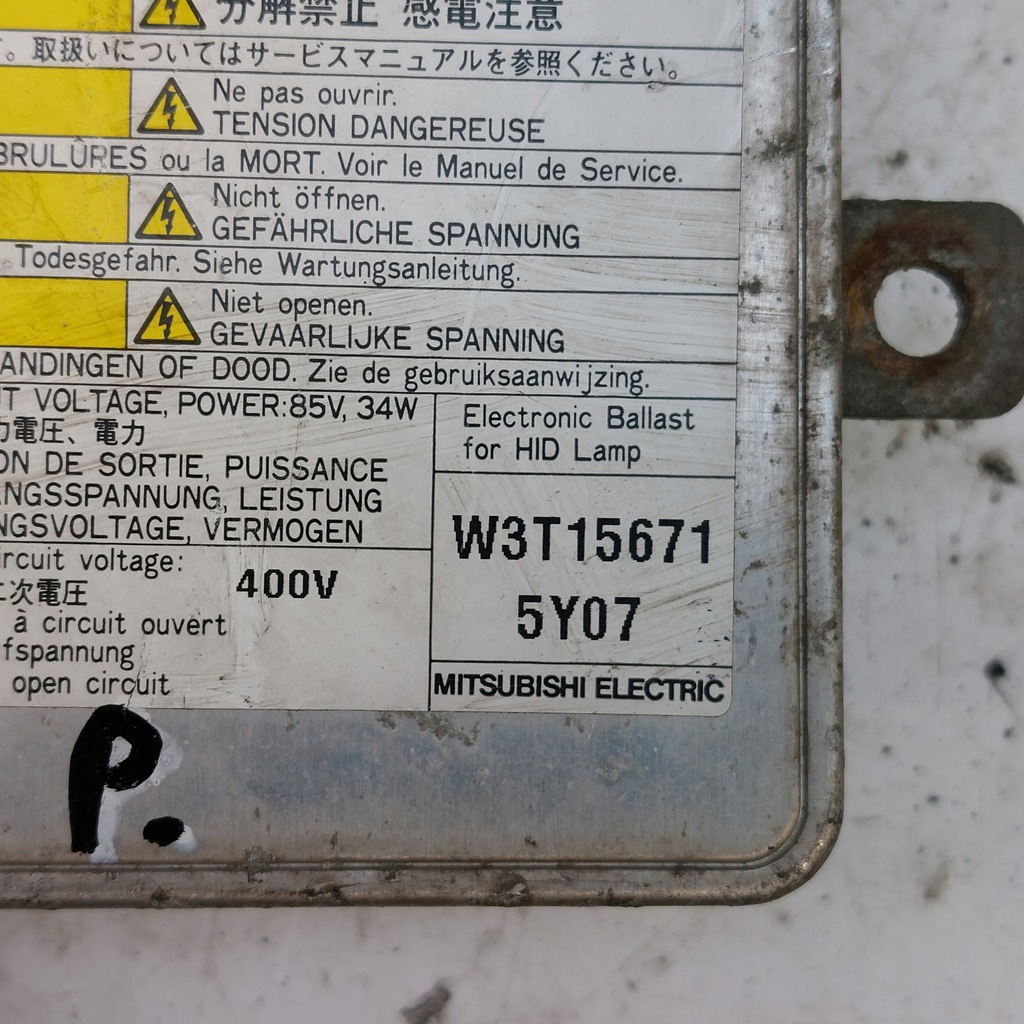 分解禁止 感電注意
。取扱いについてはサービスマニュアルを参照ください。
Ne pas ouvrir.
TENSION DANGEREUSE
BRULURES ou la MORT. Voir le Manuel de Service.
Nicht öffnen.
GEFÄHRLICHE SPANNUNG
Todesgefahr. Siehe Wartungsanleitung.
Niet openen.
GEVAARLIJKE SPANNING
ANDINGEN OF DOOD. Zie de gebruiksaanwijzing.
UT VOLTAGE, POWER:85V, 34W
力電圧、電力
ON DE SORTIE, PUISSANCE
ANGSSPANNUNG, LEISTUNG
NGSVOLTAGE, VERMOGEN
Electronic Ballast
for HID Lamp
ircuit voltage:
二次電圧
400V
à circuit ouvert
fspannung
open circuit
W3T15671
5Y07
MITSUBISHI ELECTRIC
P.